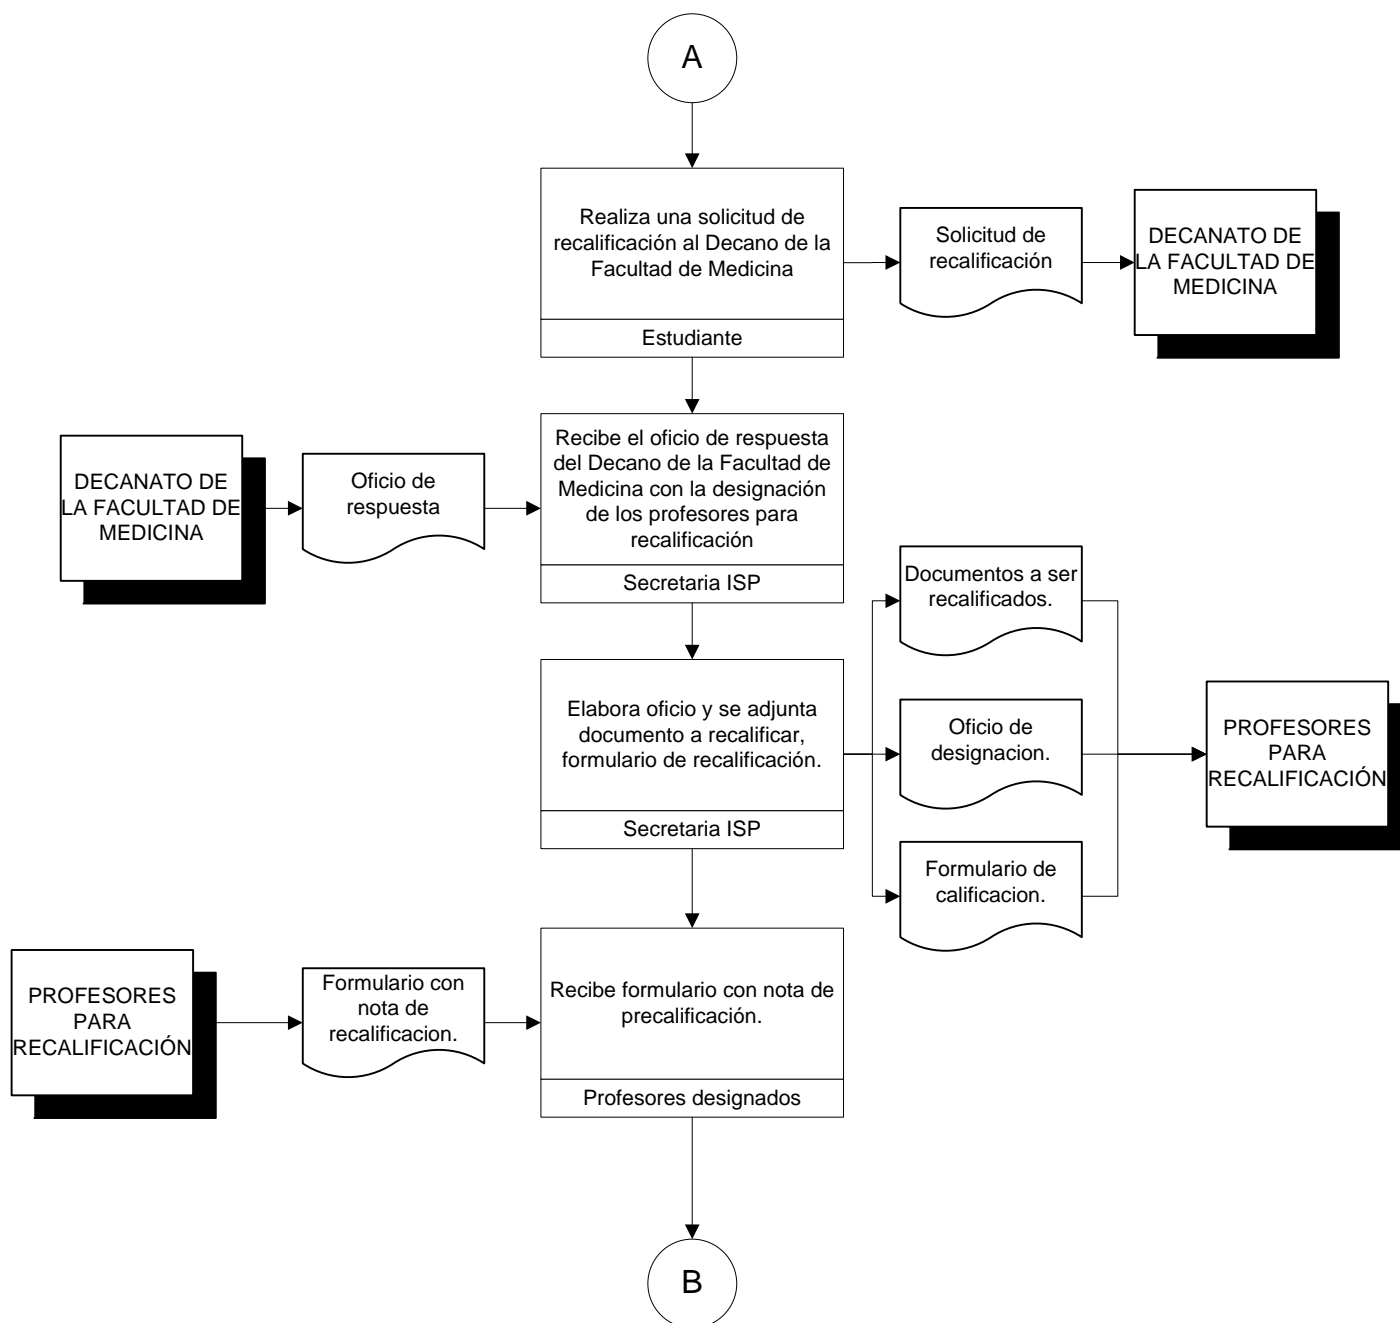 A
Realiza una solicitud de
recalificación al Decano de la
Facultad de Medicina
Estudiante
Solicitud de
recalificación
DECANATO DE
LA FACULTAD DE
MEDICINA
DECANATO DE
LA FACULTAD DE
MEDICINA
Oficio de
respuesta
Recibe el oficio de respuesta
del Decano de la Facultad de
Medicina con la designación
de los profesores para
recalificación
Secretaria ISP
Elabora oficio y se adjunta
documento a recalificar,
formulario de recalificación.
Secretaria ISP
Documentos a ser
recalificados.
Oficio de
designacion.
Formulario de
calificacion.
PROFESORES
PARA
RECALIFICACIÓN
PROFESORES
PARA
RECALIFICACIÓN
Formulario con
nota de
recalificacion.
Recibe formulario con nota de
precalificación.
Profesores designados
B